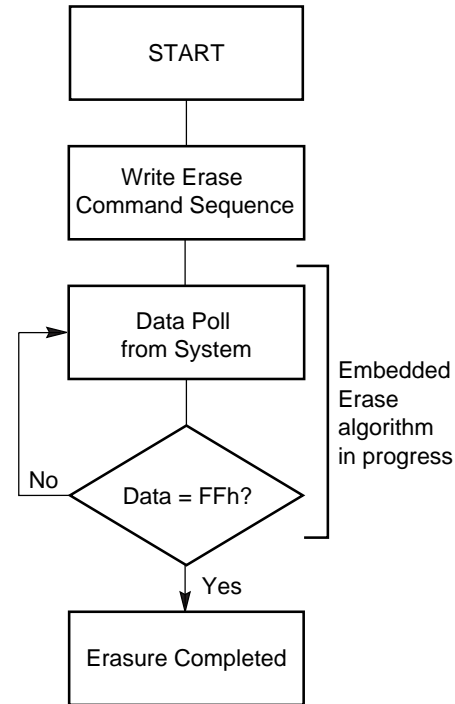 START
Write Erase
Command Sequence
Data Poll
from System
Embedded
Erase
algorithm
in progress
No
Data = FFh?
Yes
Erasure Completed